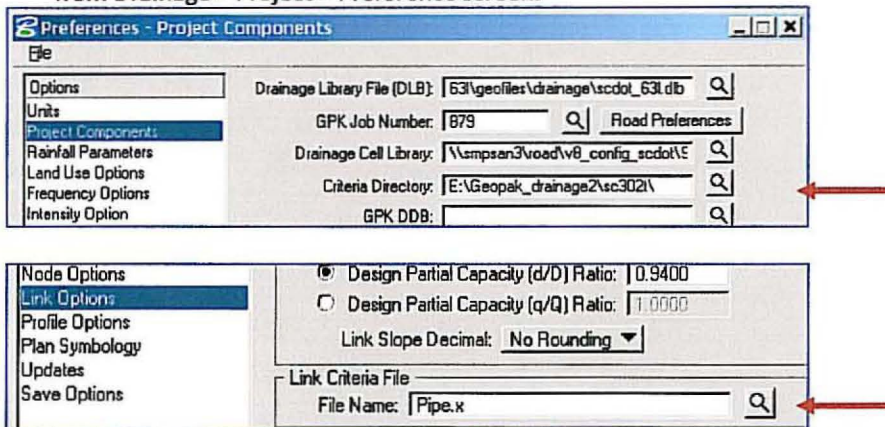 Preferences - Project Components
File
Options
Units
Project Components
Rainfall Parameters
Land Use Options
Frequency Options
Intensity Option
Drainage Library File (DLB): 63l\geofiles\drainage\scdot_63l.dlb
GPK Job Number: 879 Road Preferences
Drainage Cell Library: \\smpsan3\road\v8_config_scdot\
Criteria Directory: E:\Geopak_drainage2\sc302t\
GPK DDB:
Node Options
Link Options
Profile Options
Plan Symbology
Updates
Save Options
Design Partial Capacity (d/D) Ratio: 0.9400
Design Partial Capacity (q/Q) Ratio: 1.0000
Link Slope Decimal: No Rounding
Link Criteria File
File Name: Pipe.x